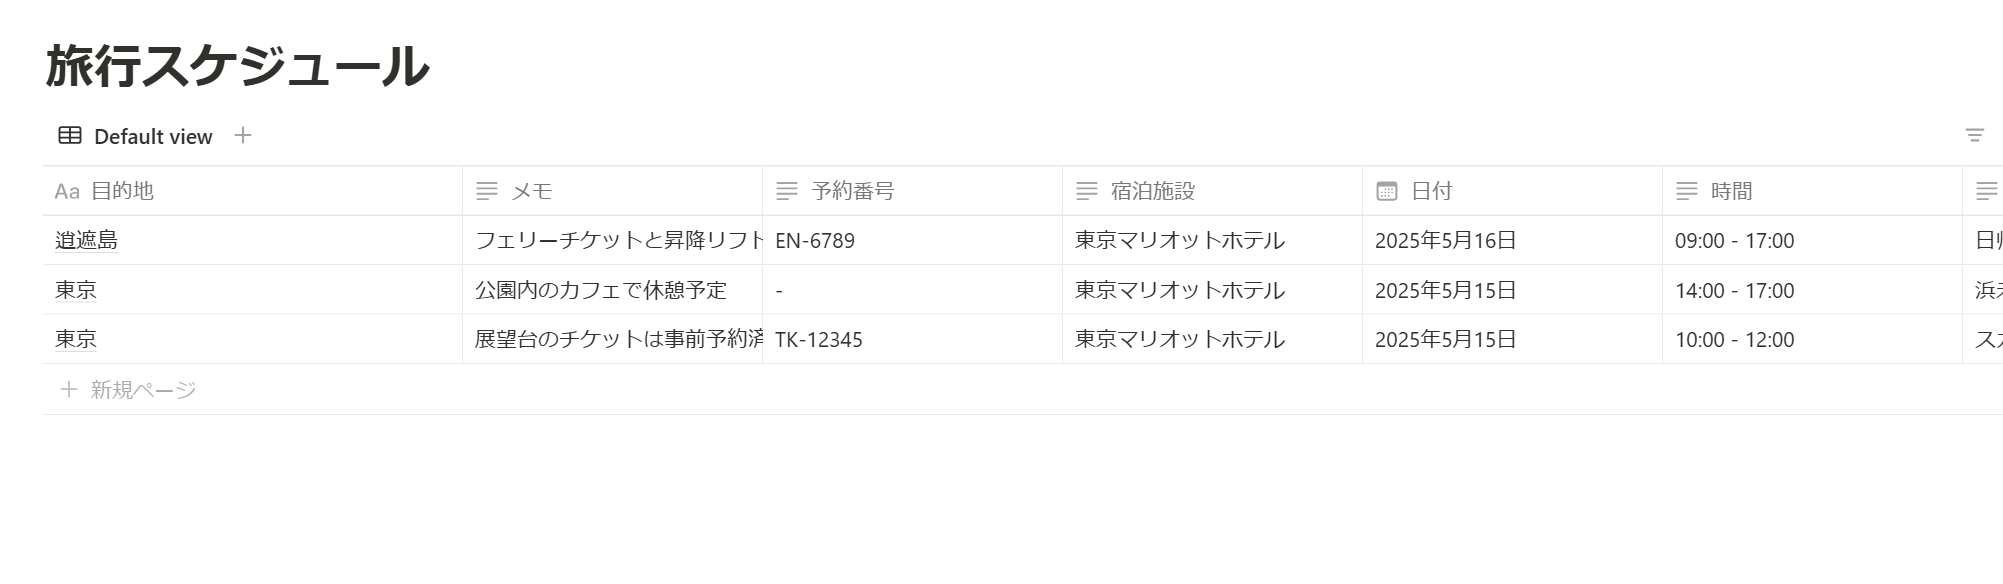 旅行スケジュール
Default view
Aa 目的地 メモ 予約番号 宿泊施設 日付 時間
逍遮島 フェリーチケットと昇降リフト EN-6789 東京マリオットホテル 2025年5月16日 09:00 - 17:00 日
東京 公園内のカフェで休憩予定 - 東京マリオットホテル 2025年5月15日 14:00 - 17:00 浜
東京 展望台のチケットは事前予約済 TK-12345 東京マリオットホテル 2025年5月15日 10:00 - 12:00 ス
+ 新規ページ